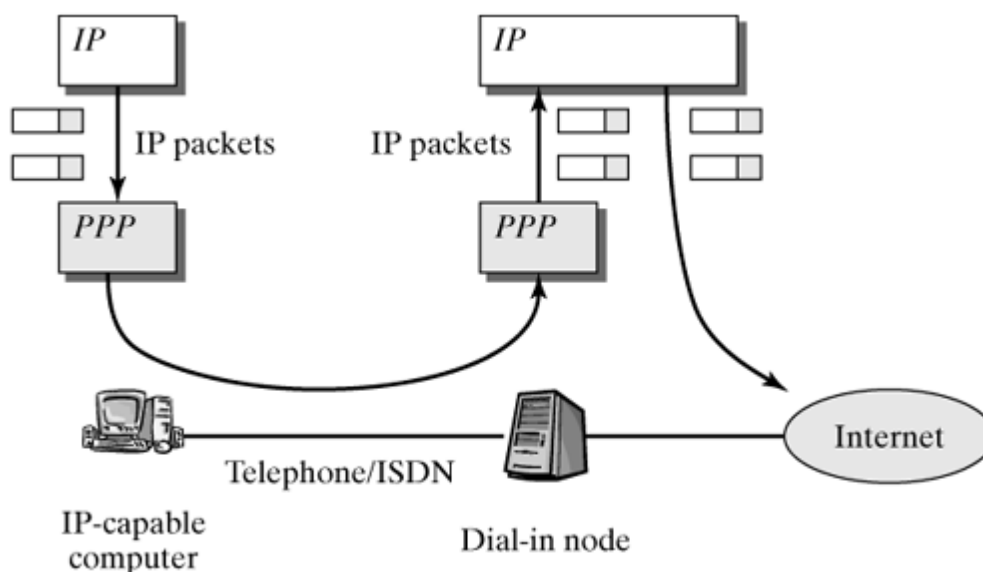 IP
IP
IP packets
IP packets
PPP
PPP
Internet
Telephone/ISDN
IP-capable
computer
Dial-in node